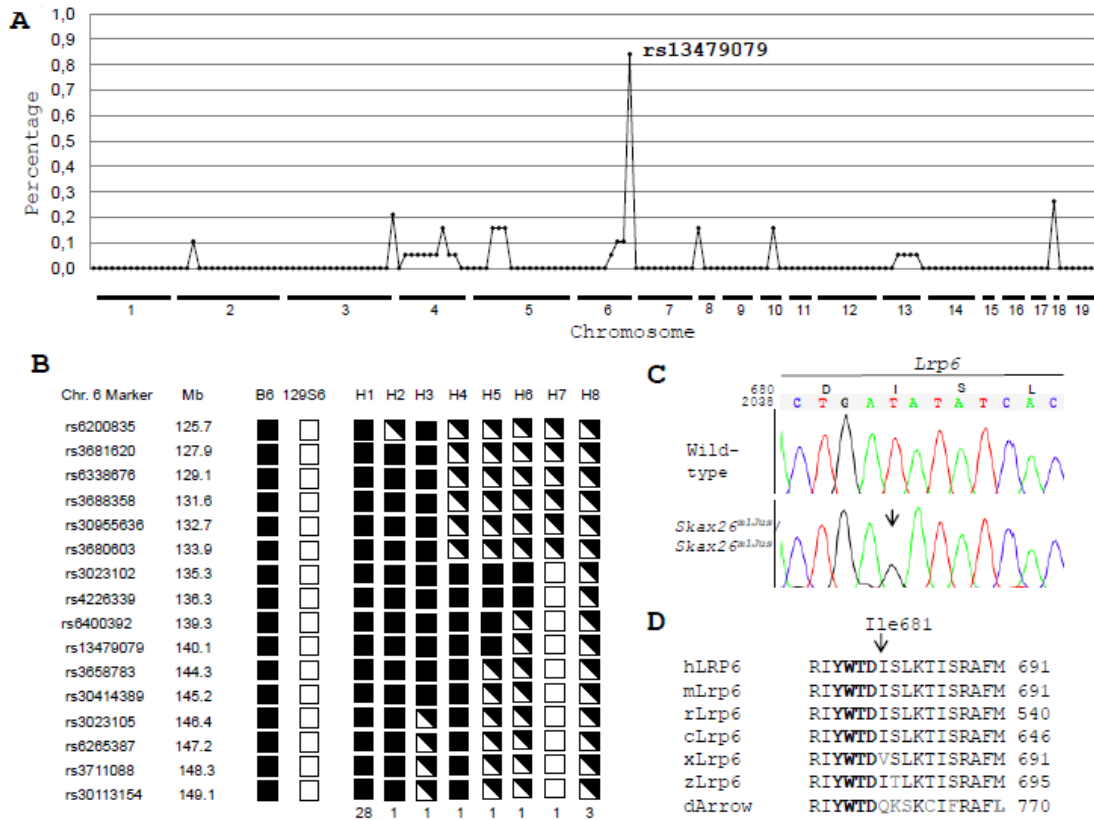 A
1,0
0,9
0,8
0,7
0,6
0,5
0,4
0,3
0,2
0,1
0,0
Percentage
rs13479079
1 2 3 4 5 6 7 8 9 10 11 12 13 14 15 16 17 18 19
Chromosome
B
Chr. 6 Marker Mb B6 129S6 H1 H2 H3 H4 H5 H6 H7 H8
rs6200835 125.7
rs3681620 127.9
rs6338676 129.1
rs3688358 131.6
rs30955636 132.7
rs3680603 133.9
rs3023102 135.3
rs4226339 136.3
rs6400392 139.3
rs13479079 140.1
rs3658783 144.3
rs30414389 145.2
rs3023105 146.4
rs6265387 147.2
rs3711088 148.3
rs30113154 149.1
28 1 1 1 1 1 1 3
C
Lrp6
680 D I S L
2038 C T G A T A T A T C A C
Wild-
type
Skax26m1Jus/
Skax26m1Jus
D
Ile681
hLRP6 RIYWTDISLKTISRAFM 691
mLrp6 RIYWTDISLKTISRAFM 691
rLrp6 RIYWTDISLKTISRAFM 540
cLrp6 RIYWTDISLKTISRAFM 646
xLrp6 RIYWTDVSLKTISRAFM 691
zLrp6 RIYWTDITLKTISRAFM 695
dArrow RIYWTDQKSKCIFRAFL 770